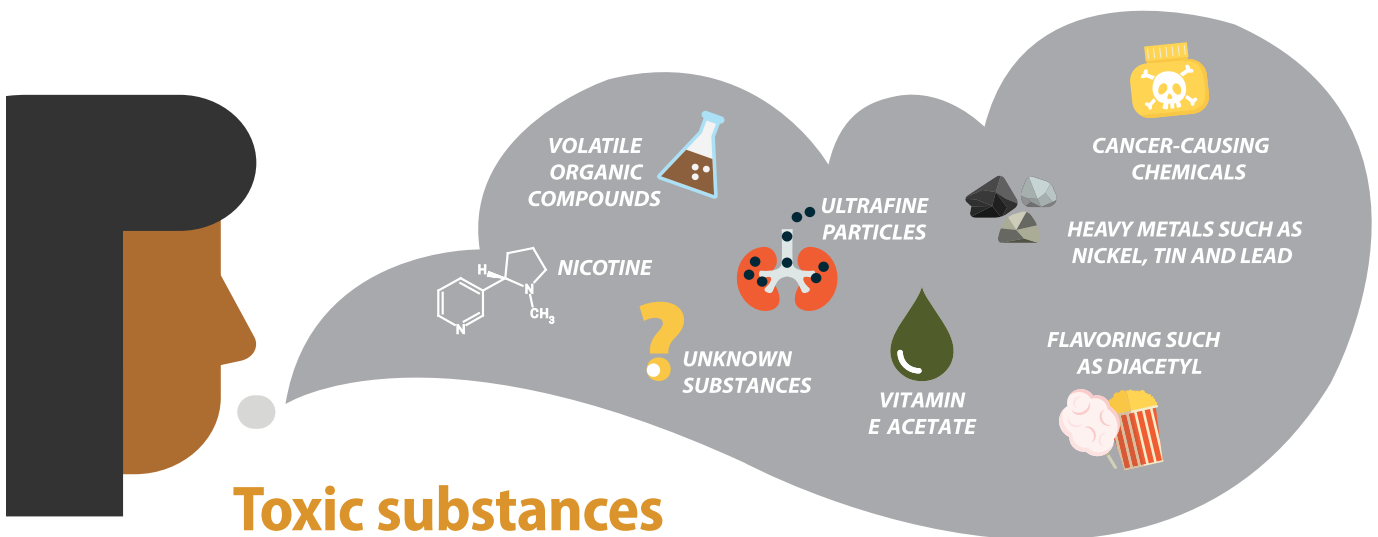 VOLATILE
ORGANIC
COMPOUNDS
NICOTINE
H
N
CH3
N
UNKNOWN
SUBSTANCES
ULTRAFINE
PARTICLES
VITAMIN
E ACETATE
CANCER-CAUSING
CHEMICALS
HEAVY METALS SUCH AS
NICKEL, TIN AND LEAD
FLAVORING SUCH
AS DIACETYL
Toxic substances